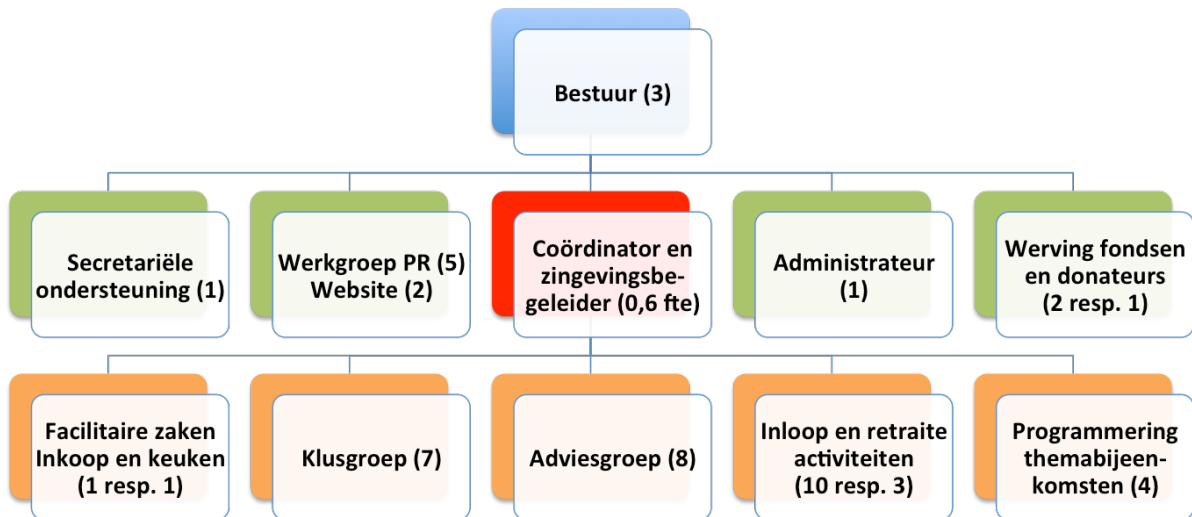 Bestuur (3)
Secretariële
ondersteuning (1)
Werkgroep PR (5)
Website (2)
Coördinator en
zingevingsbe-
geleider (0,6 fte)
Administrateur
(1)
Werving fondsen
en donateurs
(2 resp. 1)
Facilitaire zaken
Inkoop en keuken
(1 resp. 1)
Klusgroep (7)
Adviesgroep (8)
Inloop en retraite
activiteiten
(10 resp. 3)
Programmering
themabijeen-
komsten (4)